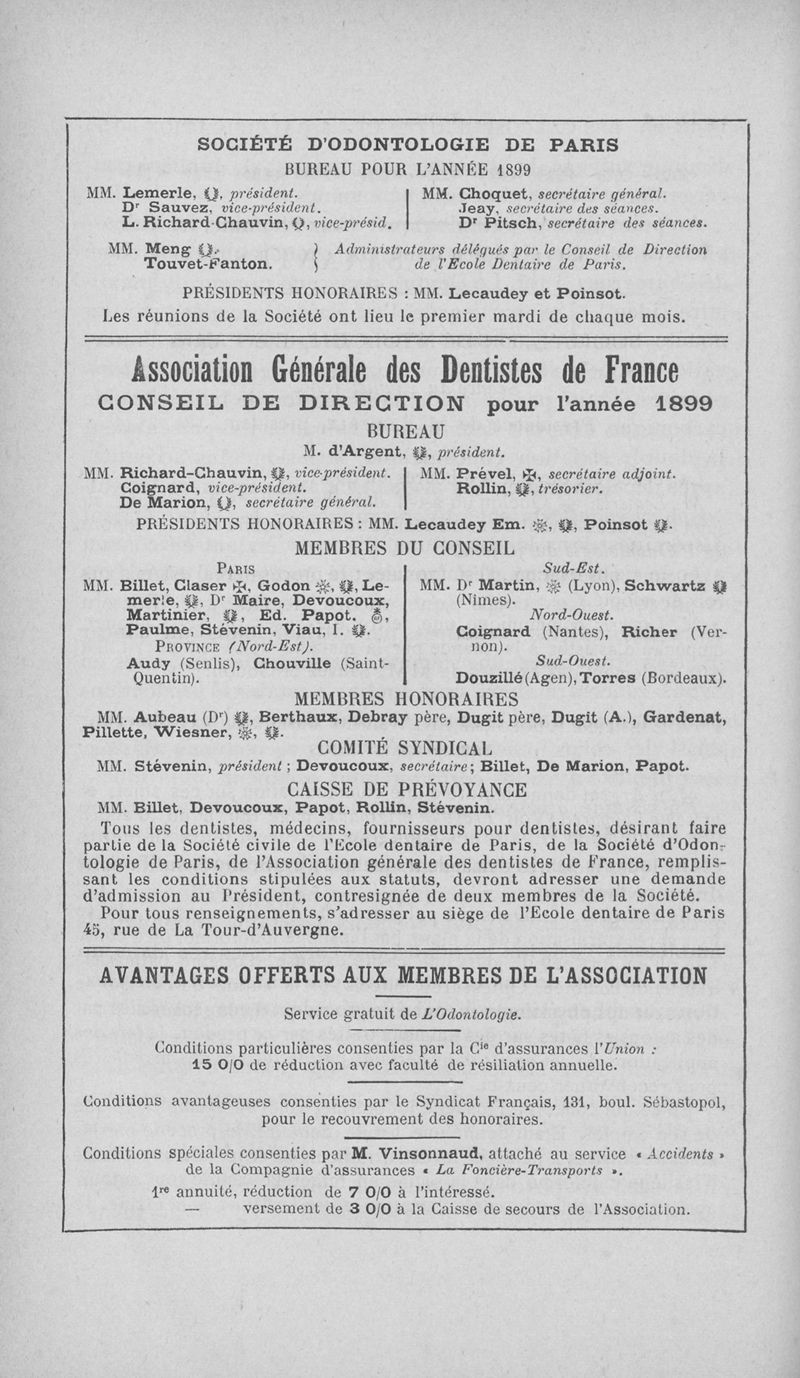 SOCIÉTÉ D'ODONTOLOGIE DE PARIS
BUREAU POUR L'ANNÉE 1899
MM. Lemerle, président.
Dr Sauvez, vice-président.
L. Richard-Chauvin, vice-présid.
MM. Choquet, secrétaire général.
Jeay, secrétaire des séances.
Dr Pitsch, secrétaire des séances.
MM. Meng
Touvet-Fanton.
Administrateurs délégués par le Conseil de Direction
de l'Ecole Dentaire de Paris.
PRÉSIDENTS HONORAIRES : MM. Lecaudey et Poinsot.
Les réunions de la Société ont lieu le premier mardi de chaque mois.
Association Générale des Dentistes de France
CONSEIL DE DIRECTION pour l'année 1899
BUREAU
M. d'Argent, président.
MM. Richard-Chauvin, vice-président.
Coignard, vice-président.
De Marion, secrétaire général.
MM. Prével, ✠, secrétaire adjoint.
Rollin, trésorier.
PRÉSIDENTS HONORAIRES : MM. Lecaudey Em. , Poinsot .
MEMBRES DU CONSEIL
PARIS
MM. Billet, Claser ✠, Godon , Le-
merle, Dr Maire, Devoucoux,
Martinier, , Ed. Papot. ,
Paulme, Stévenin, Viau, I. .
PROVINCE (Nord-Est).
Audy (Senlis), Chouville (Saint-
Quentin).
Sud-Est.
MM. Dr Martin, (Lyon), Schwartz
(Nimes).
Nord-Ouest.
Coignard (Nantes), Richer (Ver-
non).
Sud-Ouest.
Douzillé (Agen), Torres (Bordeaux).
MEMBRES HONORAIRES
MM. Aubeau (Dr) , Berthaux, Debray père, Dugit père, Dugit (A.), Gardenat,
Pillette, Wiesner, .
COMITÉ SYNDICAL
MM. Stévenin, président ; Devoucoux, secrétaire ; Billet, De Marion, Papot.
CAISSE DE PRÉVOYANCE
MM. Billet, Devoucoux, Papot, Rollin, Stévenin.
Tous les dentistes, médecins, fournisseurs pour dentistes, désirant faire
partie de la Société civile de l'Ecole dentaire de Paris, de la Société d'Odon-
tologie de Paris, de l'Association générale des dentistes de France, remplis-
sant les conditions stipulées aux statuts, devront adresser une demande
d'admission au Président, contresignée de deux membres de la Société.
Pour tous renseignements, s'adresser au siège de l'Ecole dentaire de Paris
45, rue de La Tour-d'Auvergne.
AVANTAGES OFFERTS AUX MEMBRES DE L'ASSOCIATION
Service gratuit de L'Odontologie.
Conditions particulières consenties par la Cie d'assurances l'Union :
15 0/0 de réduction avec faculté de résiliation annuelle.
Conditions avantageuses consenties par le Syndicat Français, 131, boul. Sébastopol,
pour le recouvrement des honoraires.
Conditions spéciales consenties par M. Vinsonnaud, attaché au service « Accidents »
de la Compagnie d'assurances « La Foncière-Transports ».
1re annuité, réduction de 7 0/0 à l'intéressé.
— versement de 3 0/0 à la Caisse de secours de l'Association.